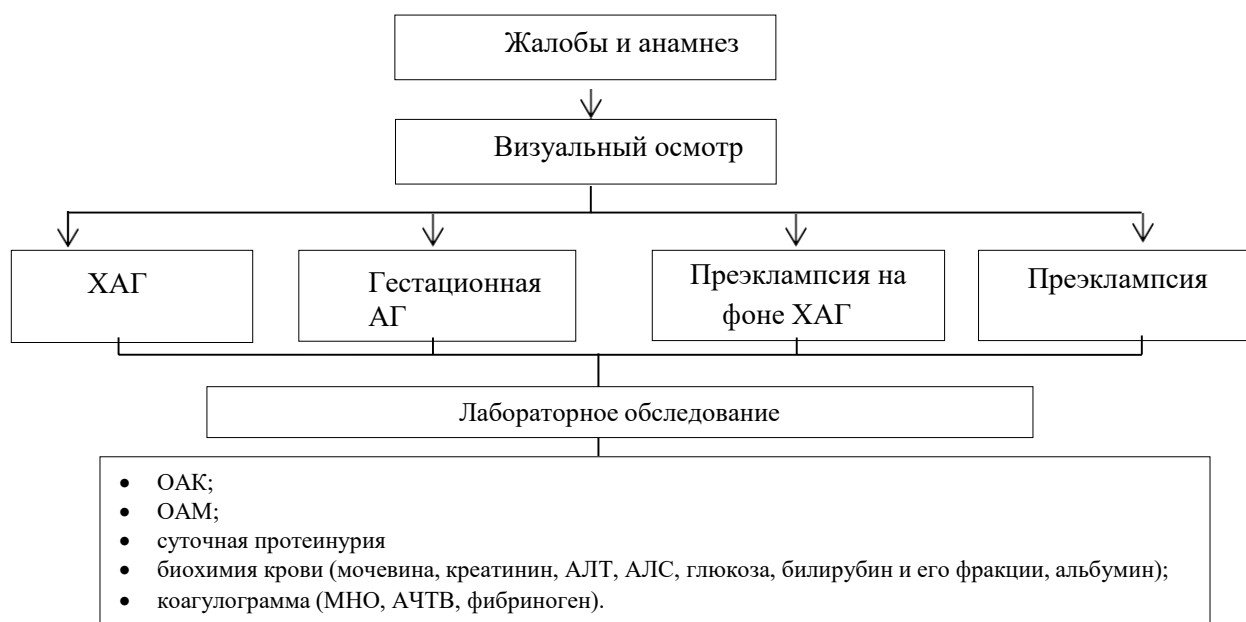 Жалобы и анамнез
Визуальный осмотр
ХАГ
Гестационная
АГ
Преэклампсия на
фоне ХАГ
Преэклампсия
Лабораторное обследование
• ОАК;
• ОАМ;
• суточная протеинурия
• биохимия крови (мочевина, креатинин, АЛТ, АЛС, глюкоза, билирубин и его фракции, альбумин);
• коагулограмма (МНО, АЧТВ, фибриноген).